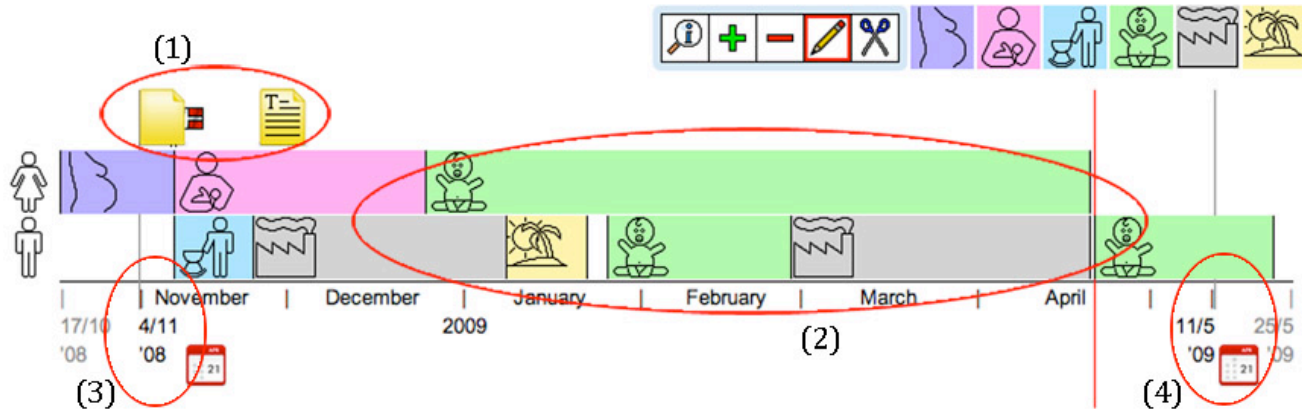 (1)
T
November December January February March April
17/10 4/11 2009 (2) 11/5 25/5
'08 '08 '09 '09
21 21
(3) (4)